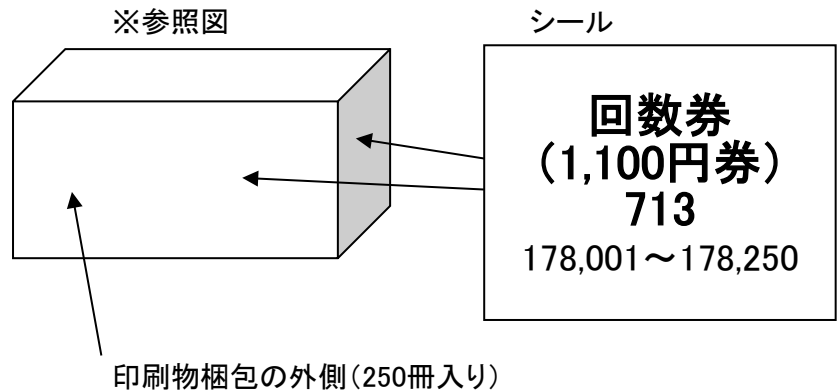 ※参照図
シール
回数券
(1,100円券)
713
178,001～178,250
印刷物梱包の外側(250冊入り)